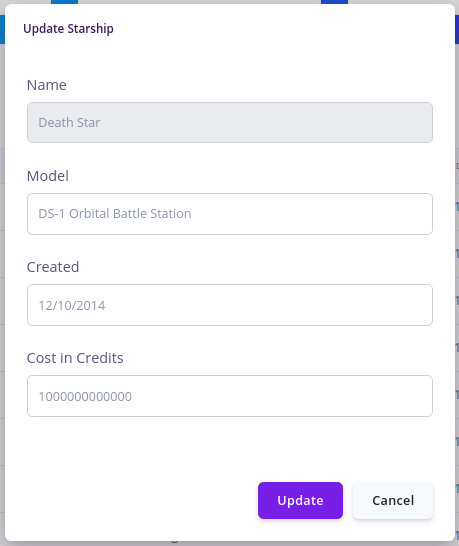 Update Starship
Name
Death Star
Model
DS-1 Orbital Battle Station
Created
12/10/2014
Cost in Credits
1000000000000
Update
Cancel